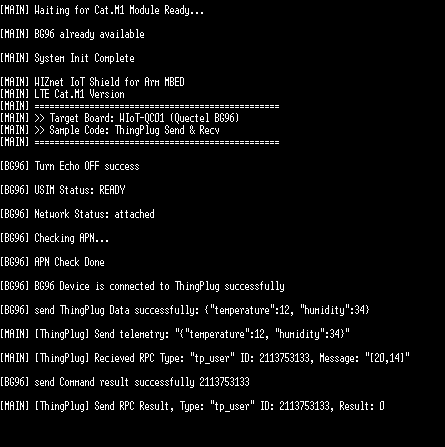 [MAIN] Waiting for Cat.M1 Module Ready...
[MAIN] BG96 already available
[MAIN] System Init Complete
[MAIN] WIZnet IoT Shield for Arm MBED
[MAIN] LTE Cat.M1 Version
[MAIN] =================================================
[MAIN] >> Target Board: WIoT-QC01 (Quectel BG96)
[MAIN] >> Sample Code: ThingPlug Send & Recv
[MAIN] =================================================
[BG96] Turn Echo OFF success
[BG96] USIM Status: READY
[BG96] Network Status: attached
[BG96] Checking APN...
[BG96] APN Check Done
[BG96] BG96 Device is connected to ThingPlug successfully
[BG96] send ThingPlug Data successfully: {"temperature":12, "humidity":34}
[MAIN] [ThingPlug] Send telemetry: "{"temperature":12, "humidity":34}"
[MAIN] [ThingPlug] Recieved RPC Type: "tp_user" ID: 2113753133, Message: "[20,14]"
[BG96] send Command result successfully 2113753133
[MAIN] [ThingPlug] Send RPC Result, Type: "tp_user" ID: 2113753133, Result: 0